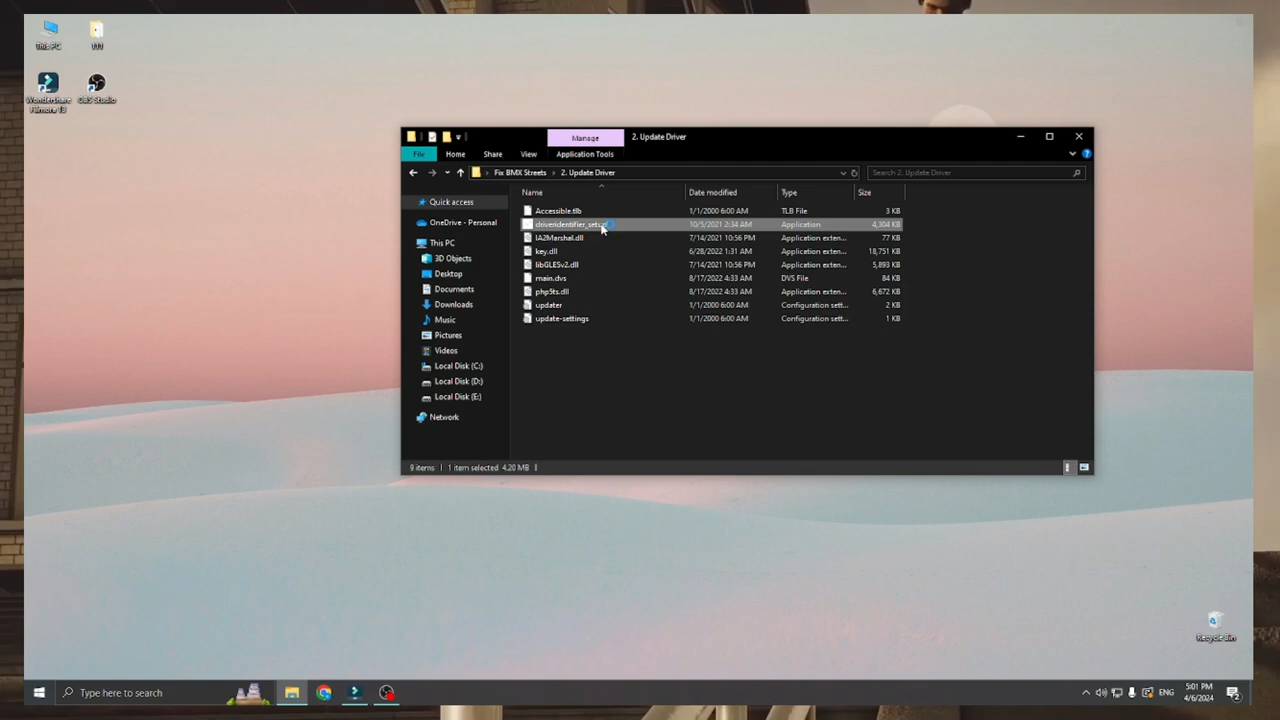 This PC
111
Wondershare
Filmora 13
OBS Studio
Manage
2. Update Driver
File
Home
Share
View
Application Tools
Fix BMX Streets
2. Update Driver
Search 2. Update Driver
Name
Date modified
Type
Size
Quick access
OneDrive - Personal
This PC
3D Objects
Desktop
Documents
Downloads
Music
Pictures
Videos
Local Disk (C:)
Local Disk (D:)
Local Disk (E:)
Network
Accessible.tlb 1/1/2000 6:00 AM TLB File 3 KB
driveridentifier_sets 10/5/2021 2:34 AM Application 4,304 KB
IA2Marshal.dll 7/14/2021 10:56 PM Application exten... 77 KB
key.dll 6/28/2022 1:31 AM Application exten... 18,751 KB
libGLESv2.dll 7/14/2021 10:56 PM Application exten... 5,893 KB
main.dvs 8/17/2022 4:33 AM DVS File 84 KB
php5ts.dll 8/17/2022 4:33 AM Application exten... 6,672 KB
updater 1/1/2000 6:00 AM Configuration sett... 2 KB
update-settings 1/1/2000 6:00 AM Configuration sett... 1 KB
9 items
1 item selected 4.20 MB
Recycle Bin
Type here to search
ENG
5:01 PM
4/6/2024
2